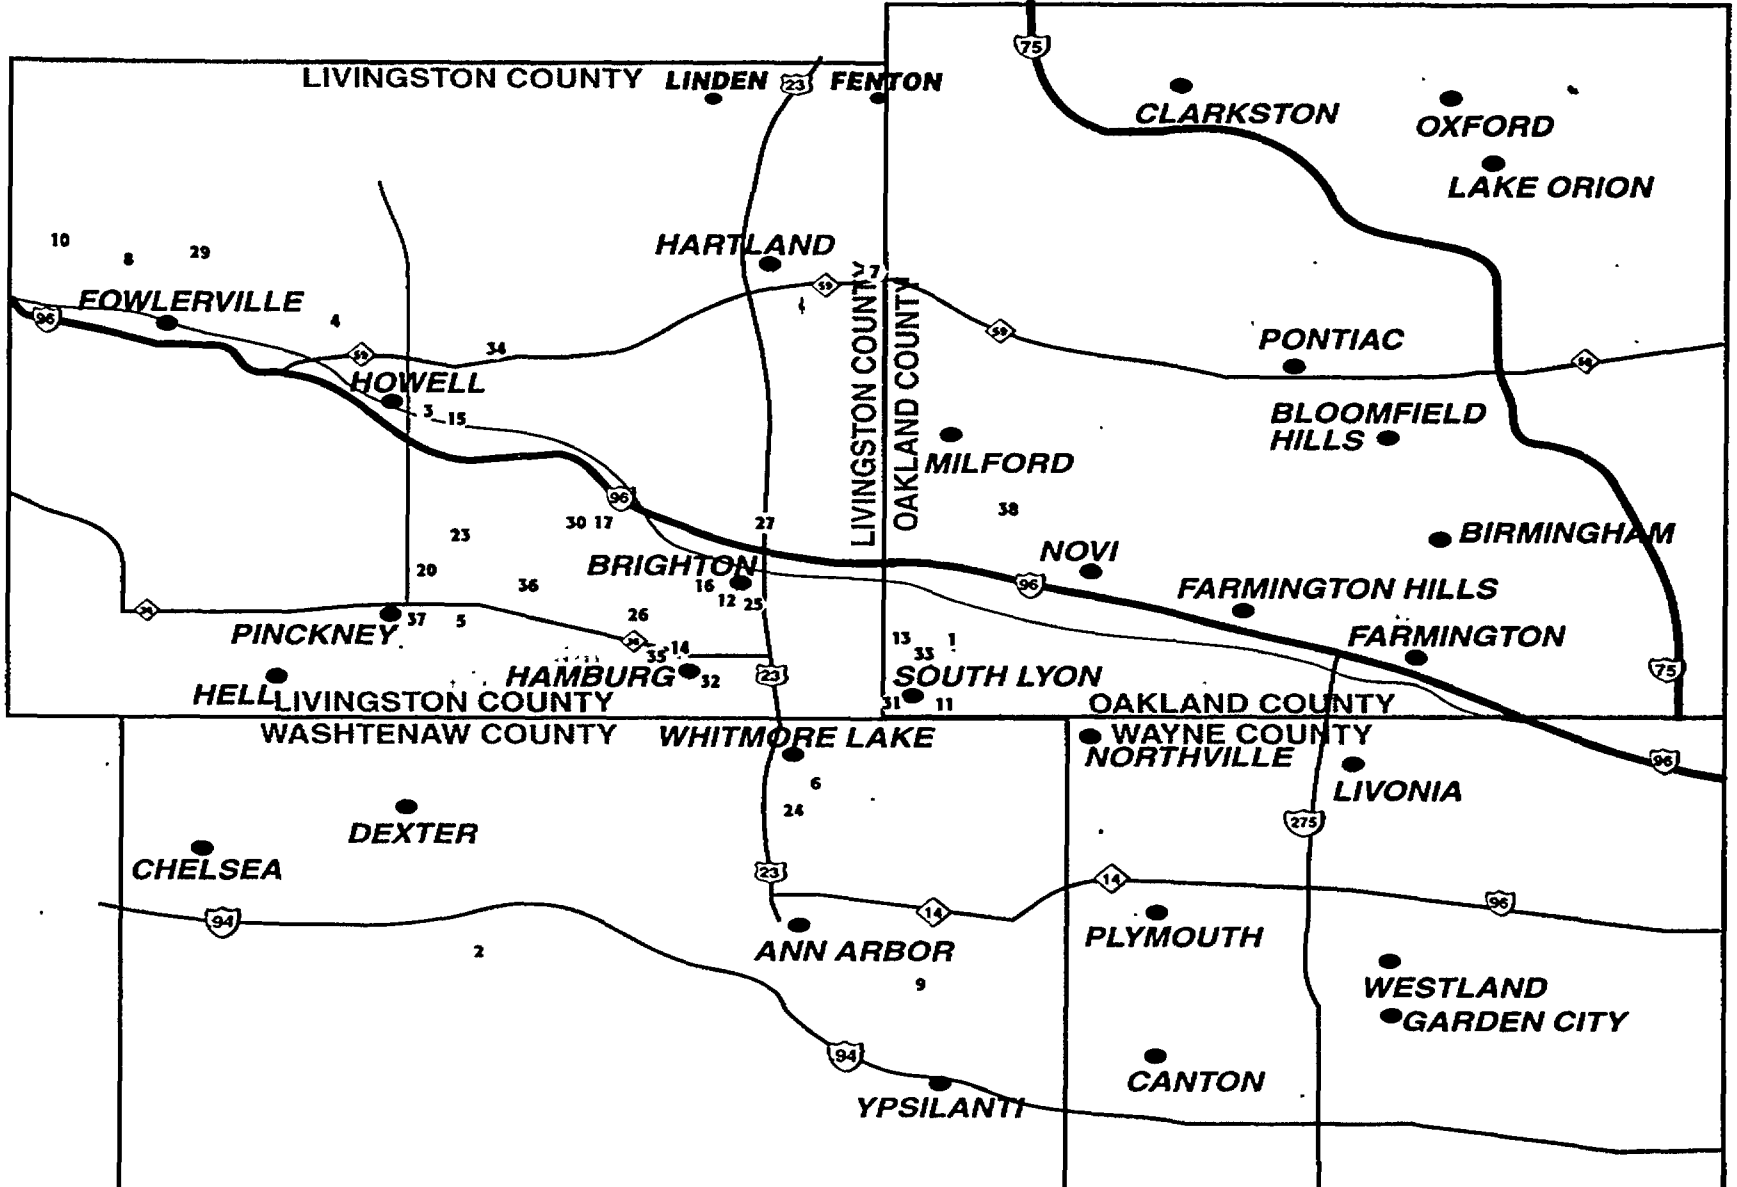 75
LIVINGSTON COUNTY LINDEN 23 FENTON
CLARKSTON
OXFORD
LAKE ORION
10 8 29
HARTLAND
7
59
FOWLERVILLE
96
4
59
34
HOWELL
3 15
59
PONTIAC
59
BLOOMFIELD
HILLS
MILFORD
LIVINGSTON COUNTY
OAKLAND COUNTY
38
96
30 17
27
23
BIRMINGHAM
NOVI
BRIGHTON
20
36
16
12 25
96
FARMINGTON HILLS
37 5
26
PINCKNEY
36
14
35
13 1
33
FARMINGTON
HELL
HAMBURG
32
23
SOUTH LYON
75
LIVINGSTON COUNTY
31 11
OAKLAND COUNTY
WASHTENAW COUNTY
WHITMORE LAKE
WAYNE COUNTY
NORTHVILLE
96
6
LIVONIA
24
DEXTER
275
CHELSEA
23
14
94
14
96
2
ANN ARBOR
PLYMOUTH
9
WESTLAND
GARDEN CITY
94
CANTON
YPSILANTI